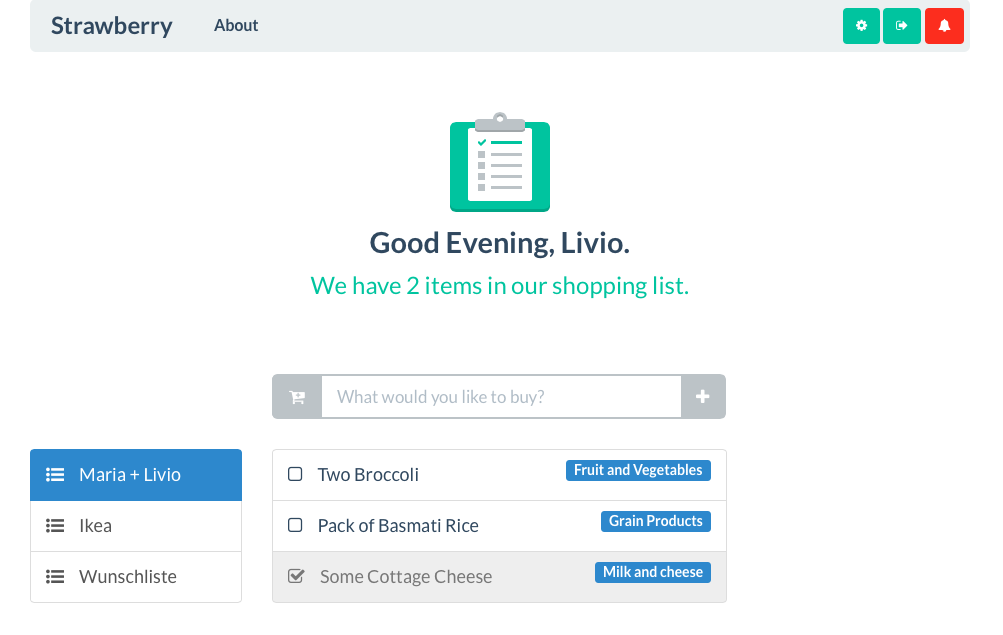 Strawberry About
Good Evening, Livio.
We have 2 items in our shopping list.
What would you like to buy?
Maria + Livio
Ikea
Wunschliste
Two Broccoli Fruit and Vegetables
Pack of Basmati Rice Grain Products
Some Cottage Cheese Milk and cheese